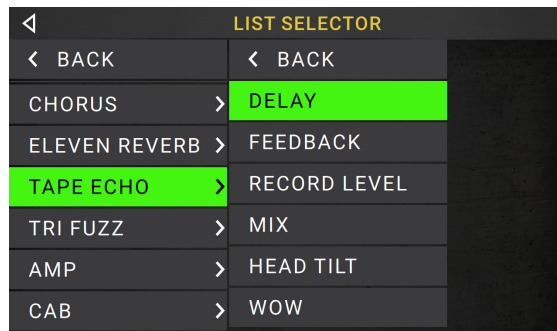 LIST SELECTOR
BACK
CHORUS
ELEVEN REVERB
TAPE ECHO
TRI FUZZ
AMP
CAB
BACK
DELAY
FEEDBACK
RECORD LEVEL
MIX
HEAD TILT
WOW